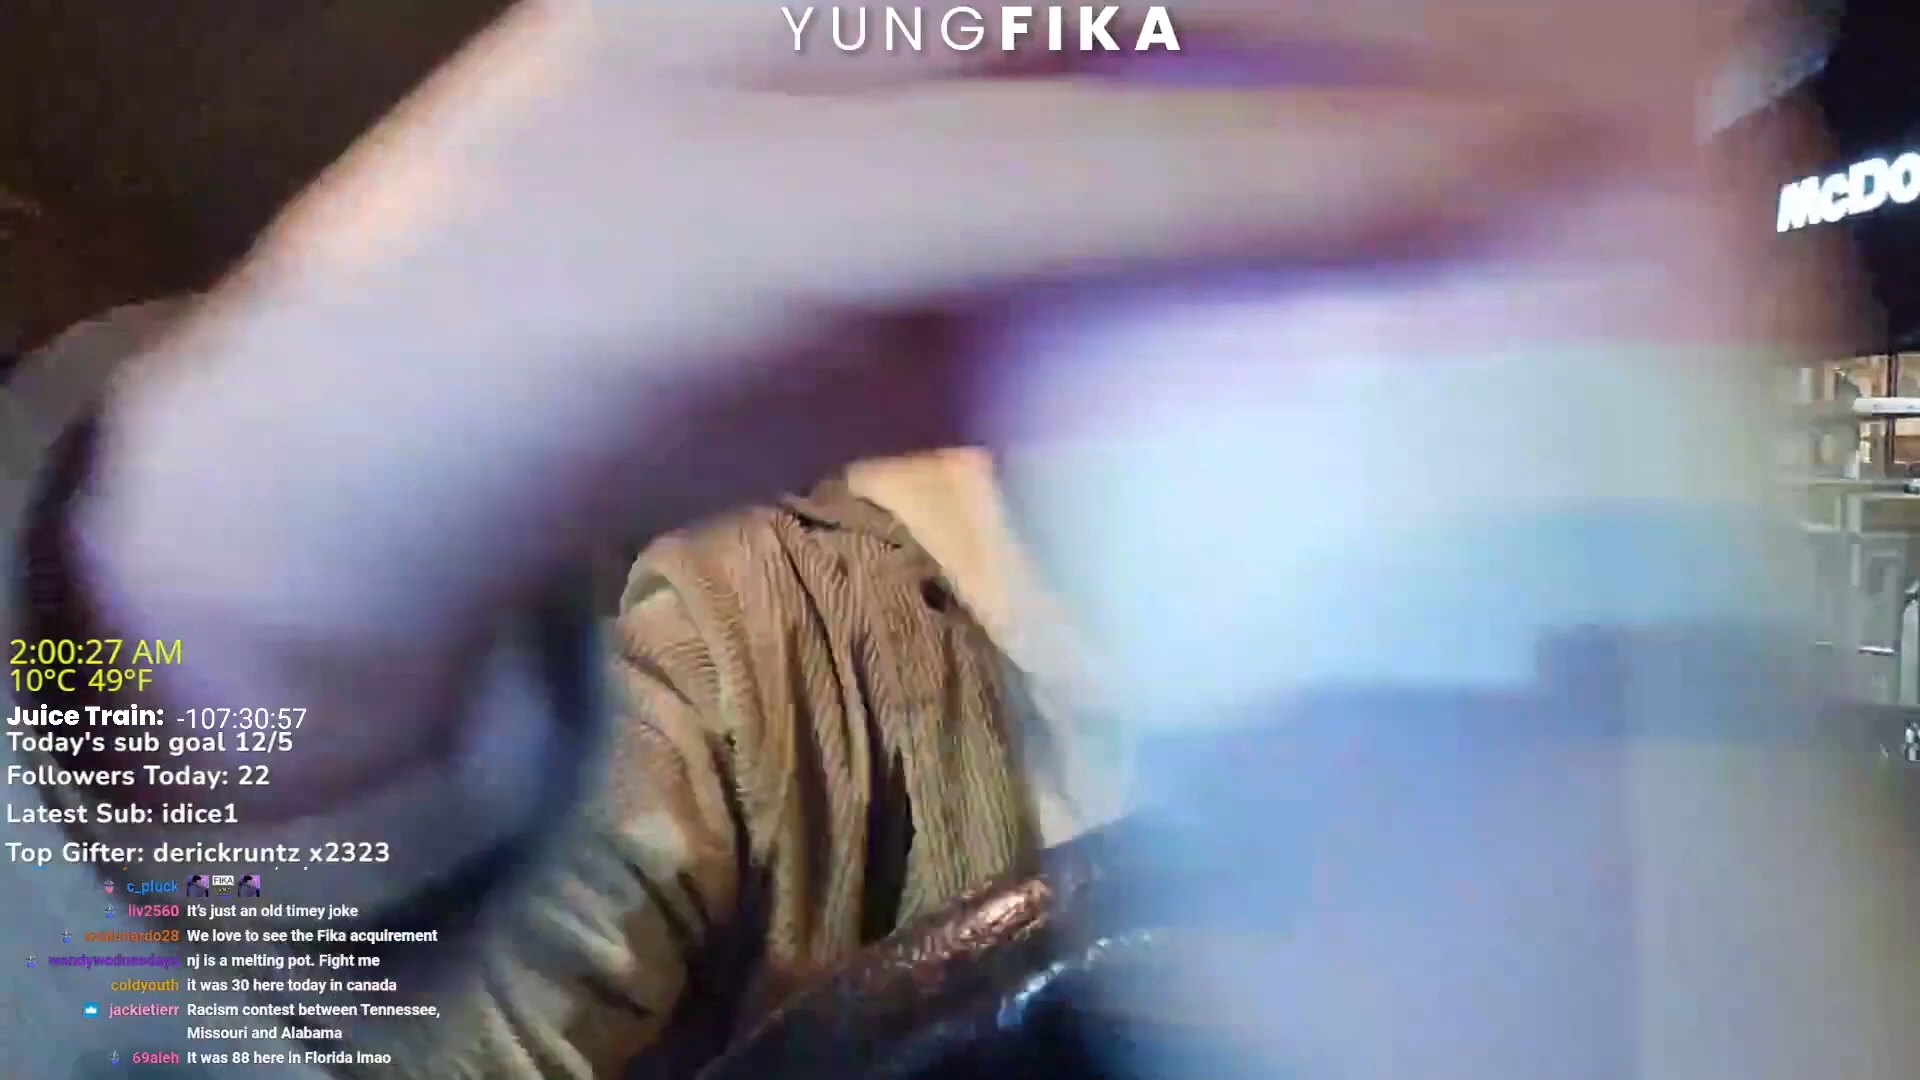 YUNGFIKA
McDo
2:00:27 AM
10°C 49°F
Juice Train: -107:30:57
Today's sub goal 12/5
Followers Today: 22
Latest Sub: idice1
Top Gifter: derickruntz x2323
c_pluck FIKA
liv2560 It's just an old timey joke
We love to see the Fika acquirement
wendywednesdays nj is a melting pot. Fight me
coldyouth it was 30 here today in canada
jackietierr Racism contest between Tennessee,
Missouri and Alabama
69aleh It was 88 here in Florida lmao